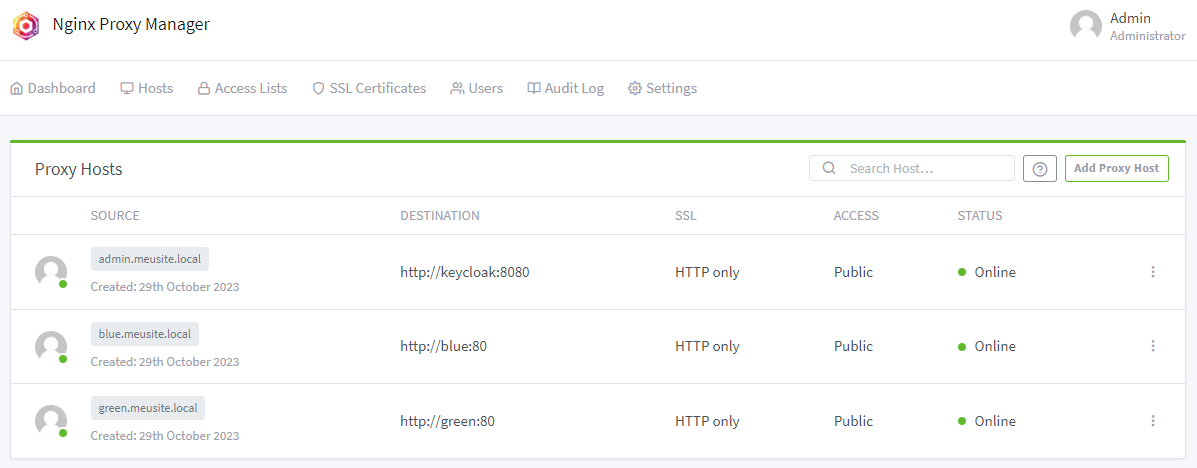 Nginx Proxy Manager
Admin
Administrator
Dashboard Hosts Access Lists SSL Certificates Users Audit Log Settings
Proxy Hosts Search Host… Add Proxy Host
SOURCE DESTINATION SSL ACCESS STATUS
admin.meusite.local
http://keycloak:8080 HTTP only Public Online
Created: 29th October 2023
blue.meusite.local
http://blue:80 HTTP only Public Online
Created: 29th October 2023
green.meusite.local
http://green:80 HTTP only Public Online
Created: 29th October 2023